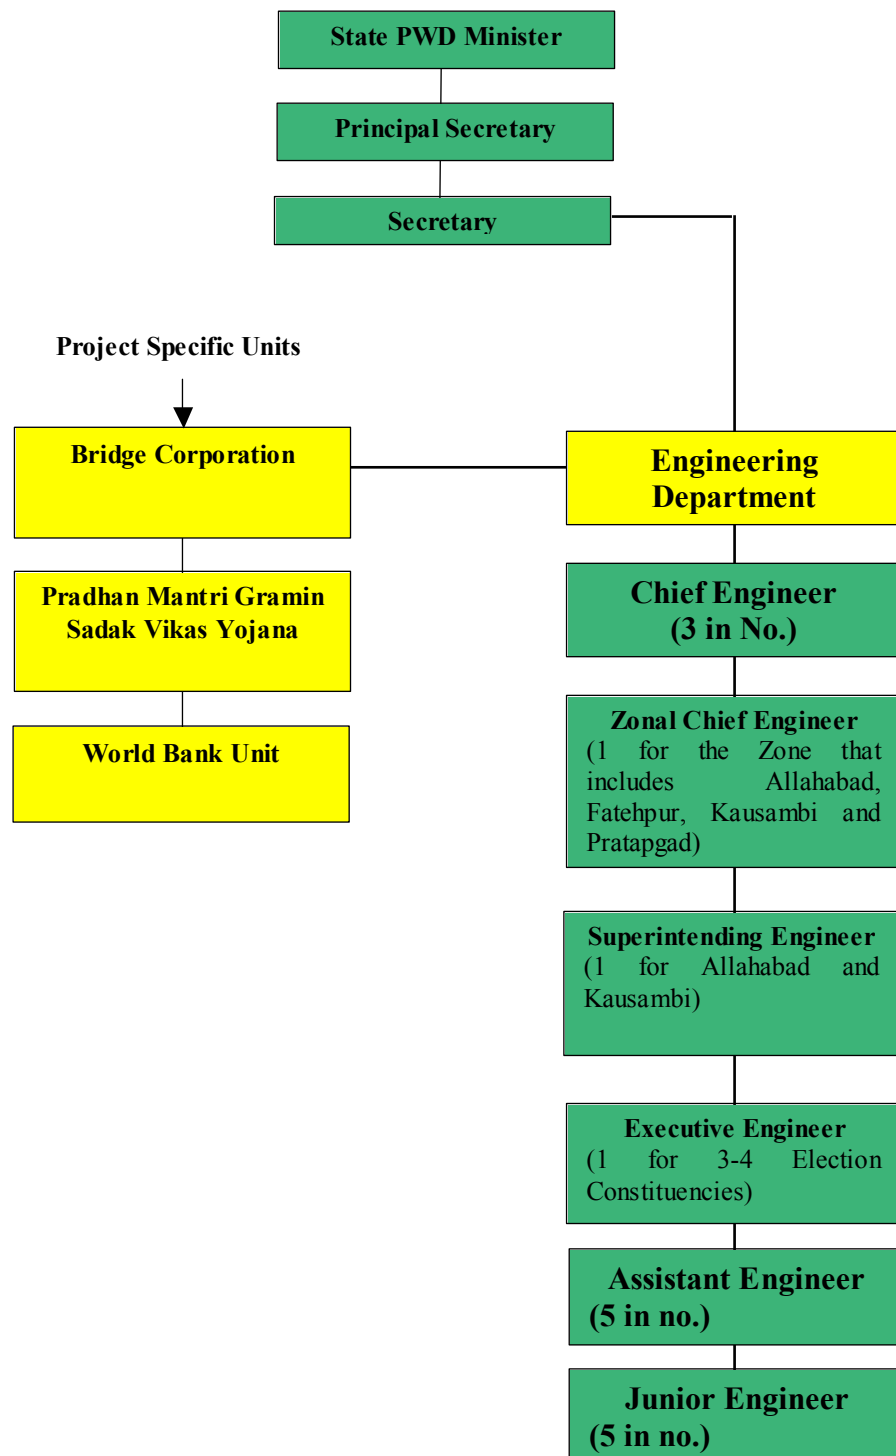 State PWD Minister
Principal Secretary
Secretary
Project Specific Units
Bridge Corporation
Pradhan Mantri Gramin
Sadak Vikas Yojana
World Bank Unit
Engineering
Department
Chief Engineer
(3 in No.)
Zonal Chief Engineer
(1 for the Zone that
includes Allahabad,
Fatehpur, Kausambi and
Pratapgad)
Superintending Engineer
(1 for Allahabad and
Kausambi)
Executive Engineer
(1 for 3-4 Election
Constituencies)
Assistant Engineer
(5 in no.)
Junior Engineer
(5 in no.)